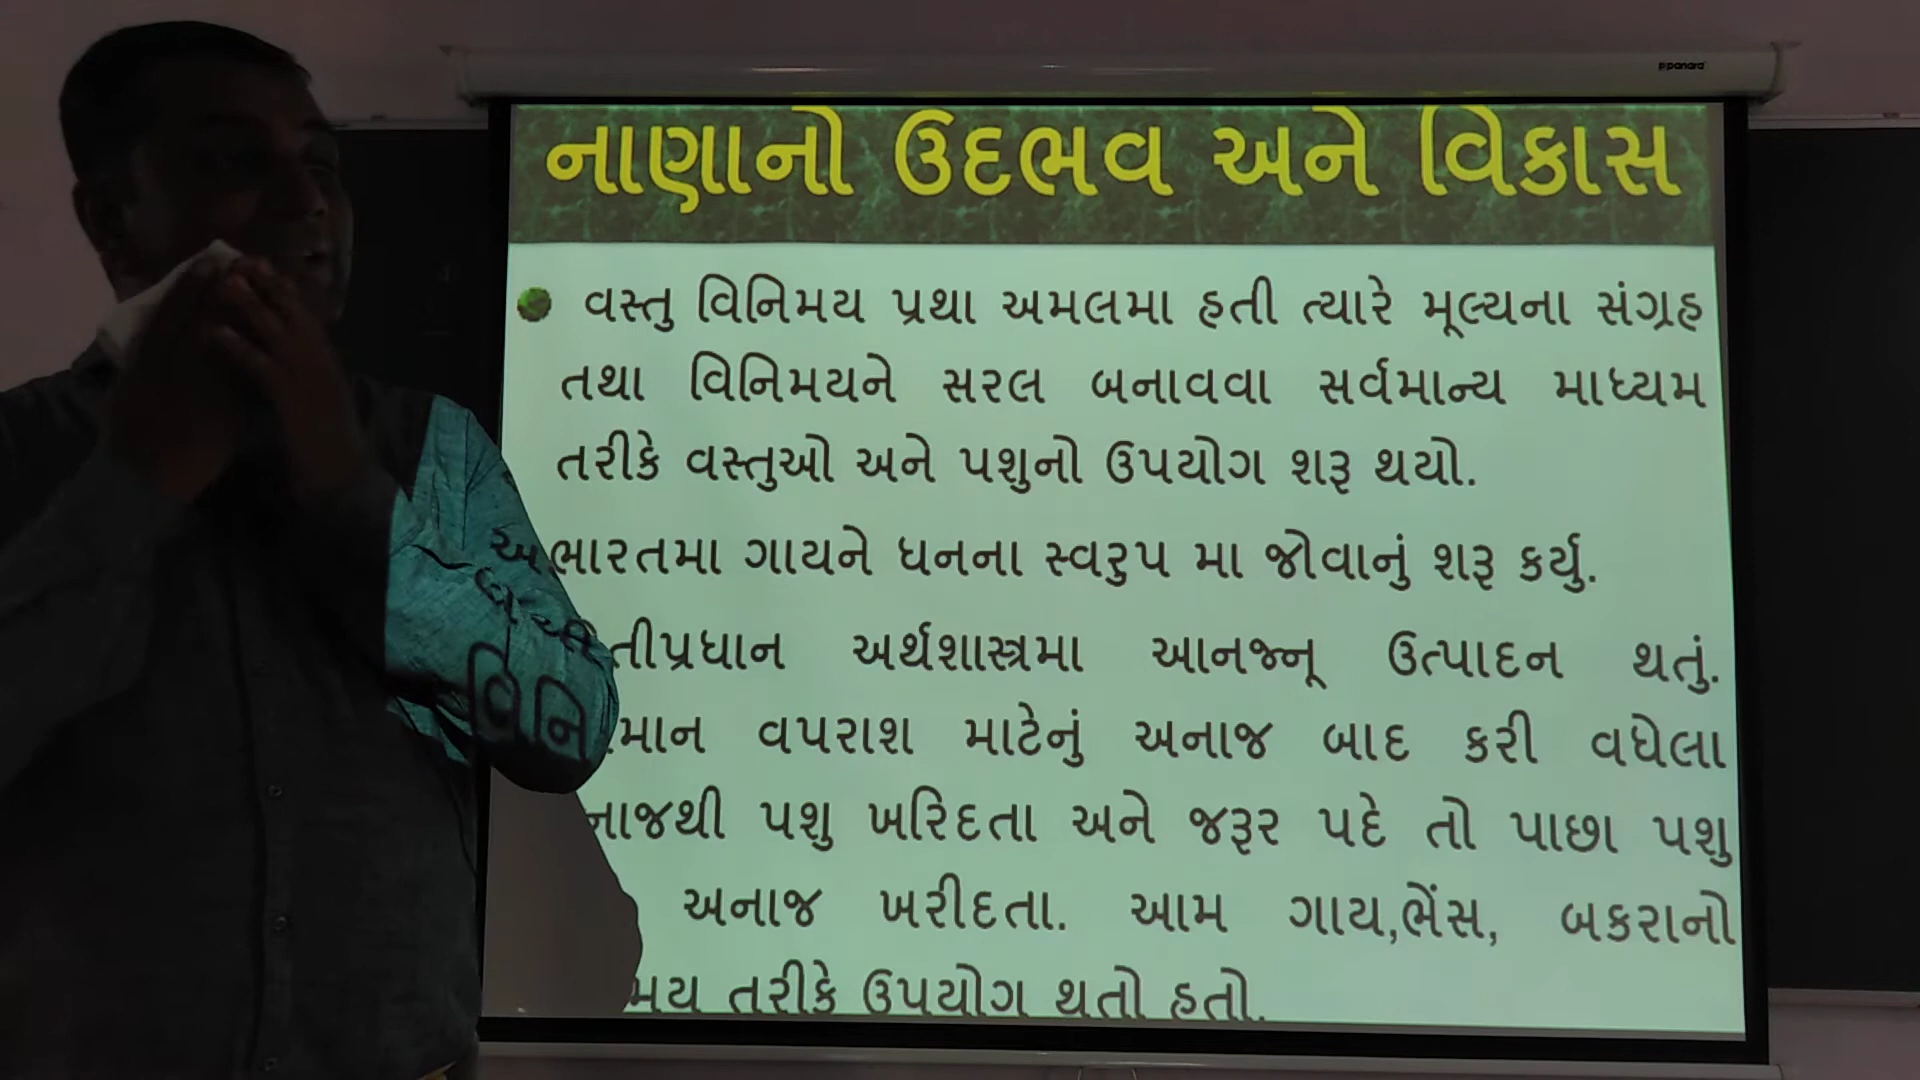 panara
નાણાનો ઉદભવ અને વિકાસ
વસ્તુ વિનિમય પ્રથા અમલમા હતી ત્યારે મૂલ્યના સંગ્રહ
તથા વિનિમયને સરલ બનાવવા સર્વમાન્ય માધ્યમ
તરીકે વસ્તુઓ અને પશુનો ઉપયોગ શરૂ થયો.
ભારતમા ગાયને ધનના સ્વરુપ મા જોવાનું શરૂ કર્યુ.
તીપ્રધાન અર્થશાસ્ત્રમા આનજ્નૂ ઉત્પાદન થતું.
માન વપરાશ માટેનું અનાજ બાદ કરી વધેલા
નાજથી પશુ ખરિદતા અને જરૂર પદે તો પાછા પશુ
અનાજ ખરીદતા. આમ ગાય,ભેંસ, બકરાનો
વિનિમય તરીકે ઉપયોગ થતો હતો.